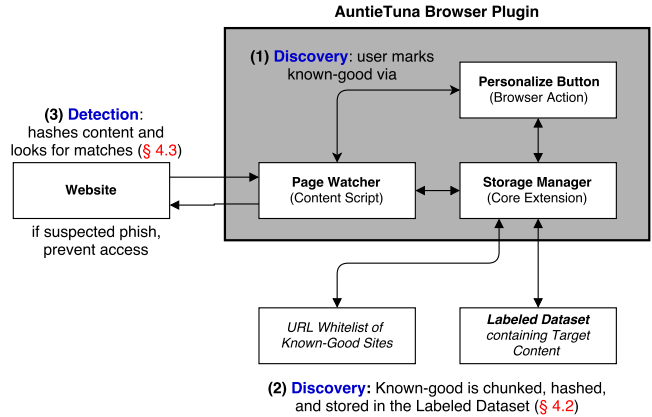 AuntieTuna Browser Plugin
(1) Discovery: user marks
known-good via
Personalize Button
(Browser Action)
(3) Detection:
hashes content and
looks for matches (§ 4.3)
Website
Page Watcher
(Content Script)
Storage Manager
(Core Extension)
if suspected phish,
prevent access
URL Whitelist of
Known-Good Sites
Labeled Dataset
containing Target
Content
(2) Discovery: Known-good is chunked, hashed,
and stored in the Labeled Dataset (§ 4.2)